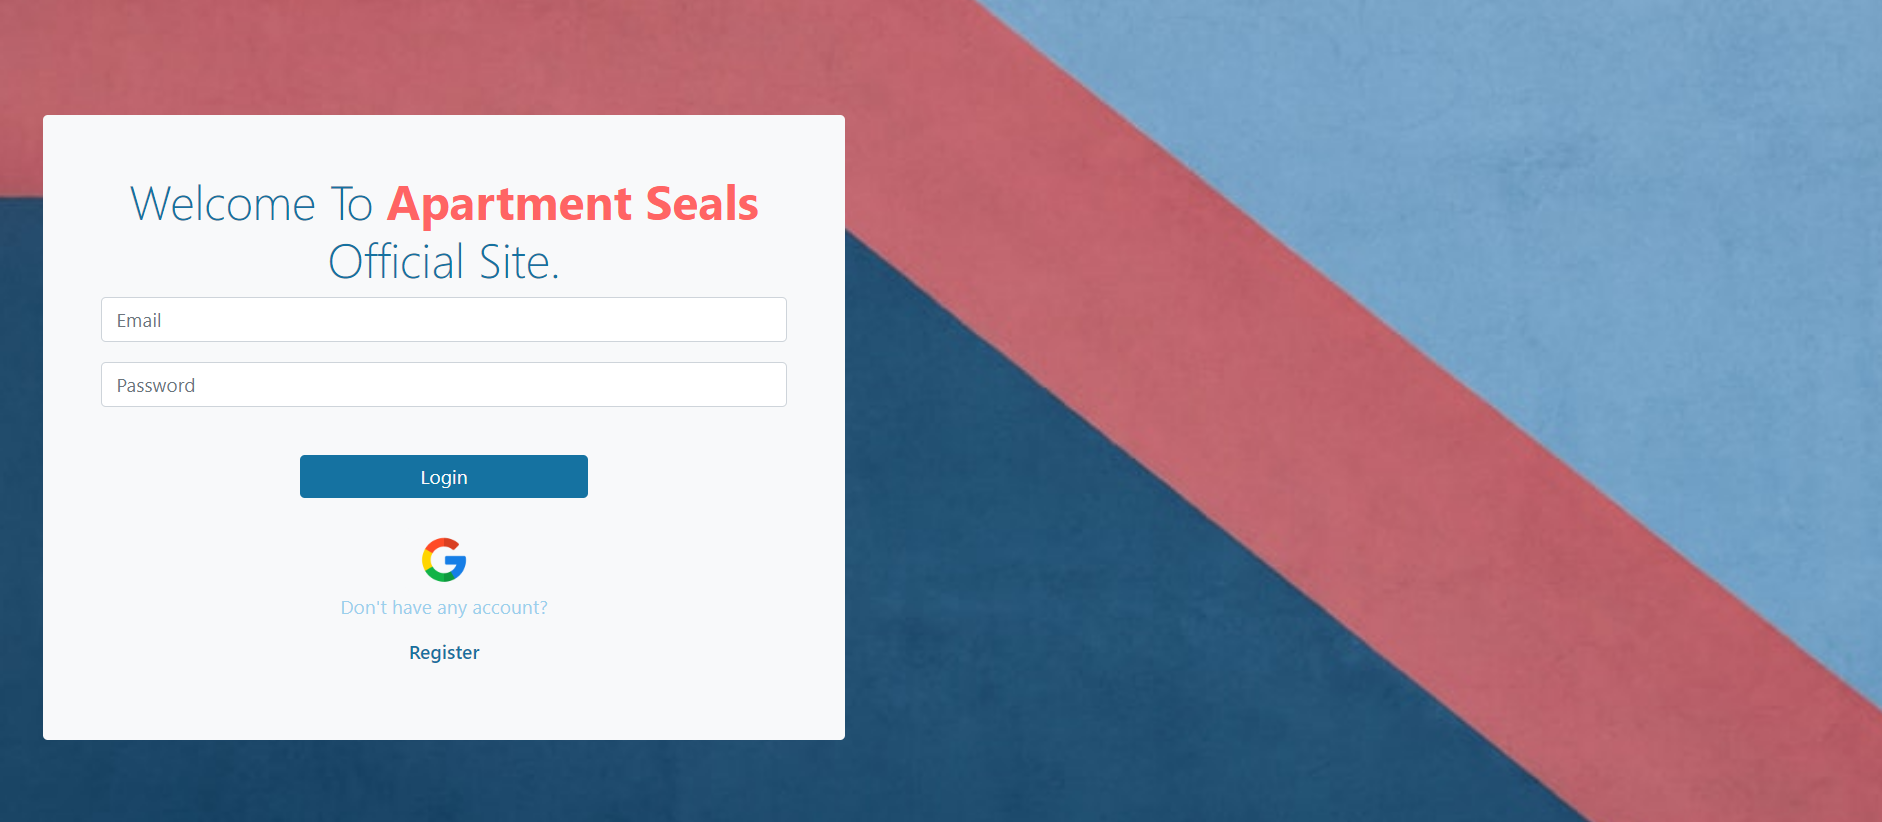 Welcome To Apartment Seals
Official Site.
Email
Password
Login
Don't have any account?
Register